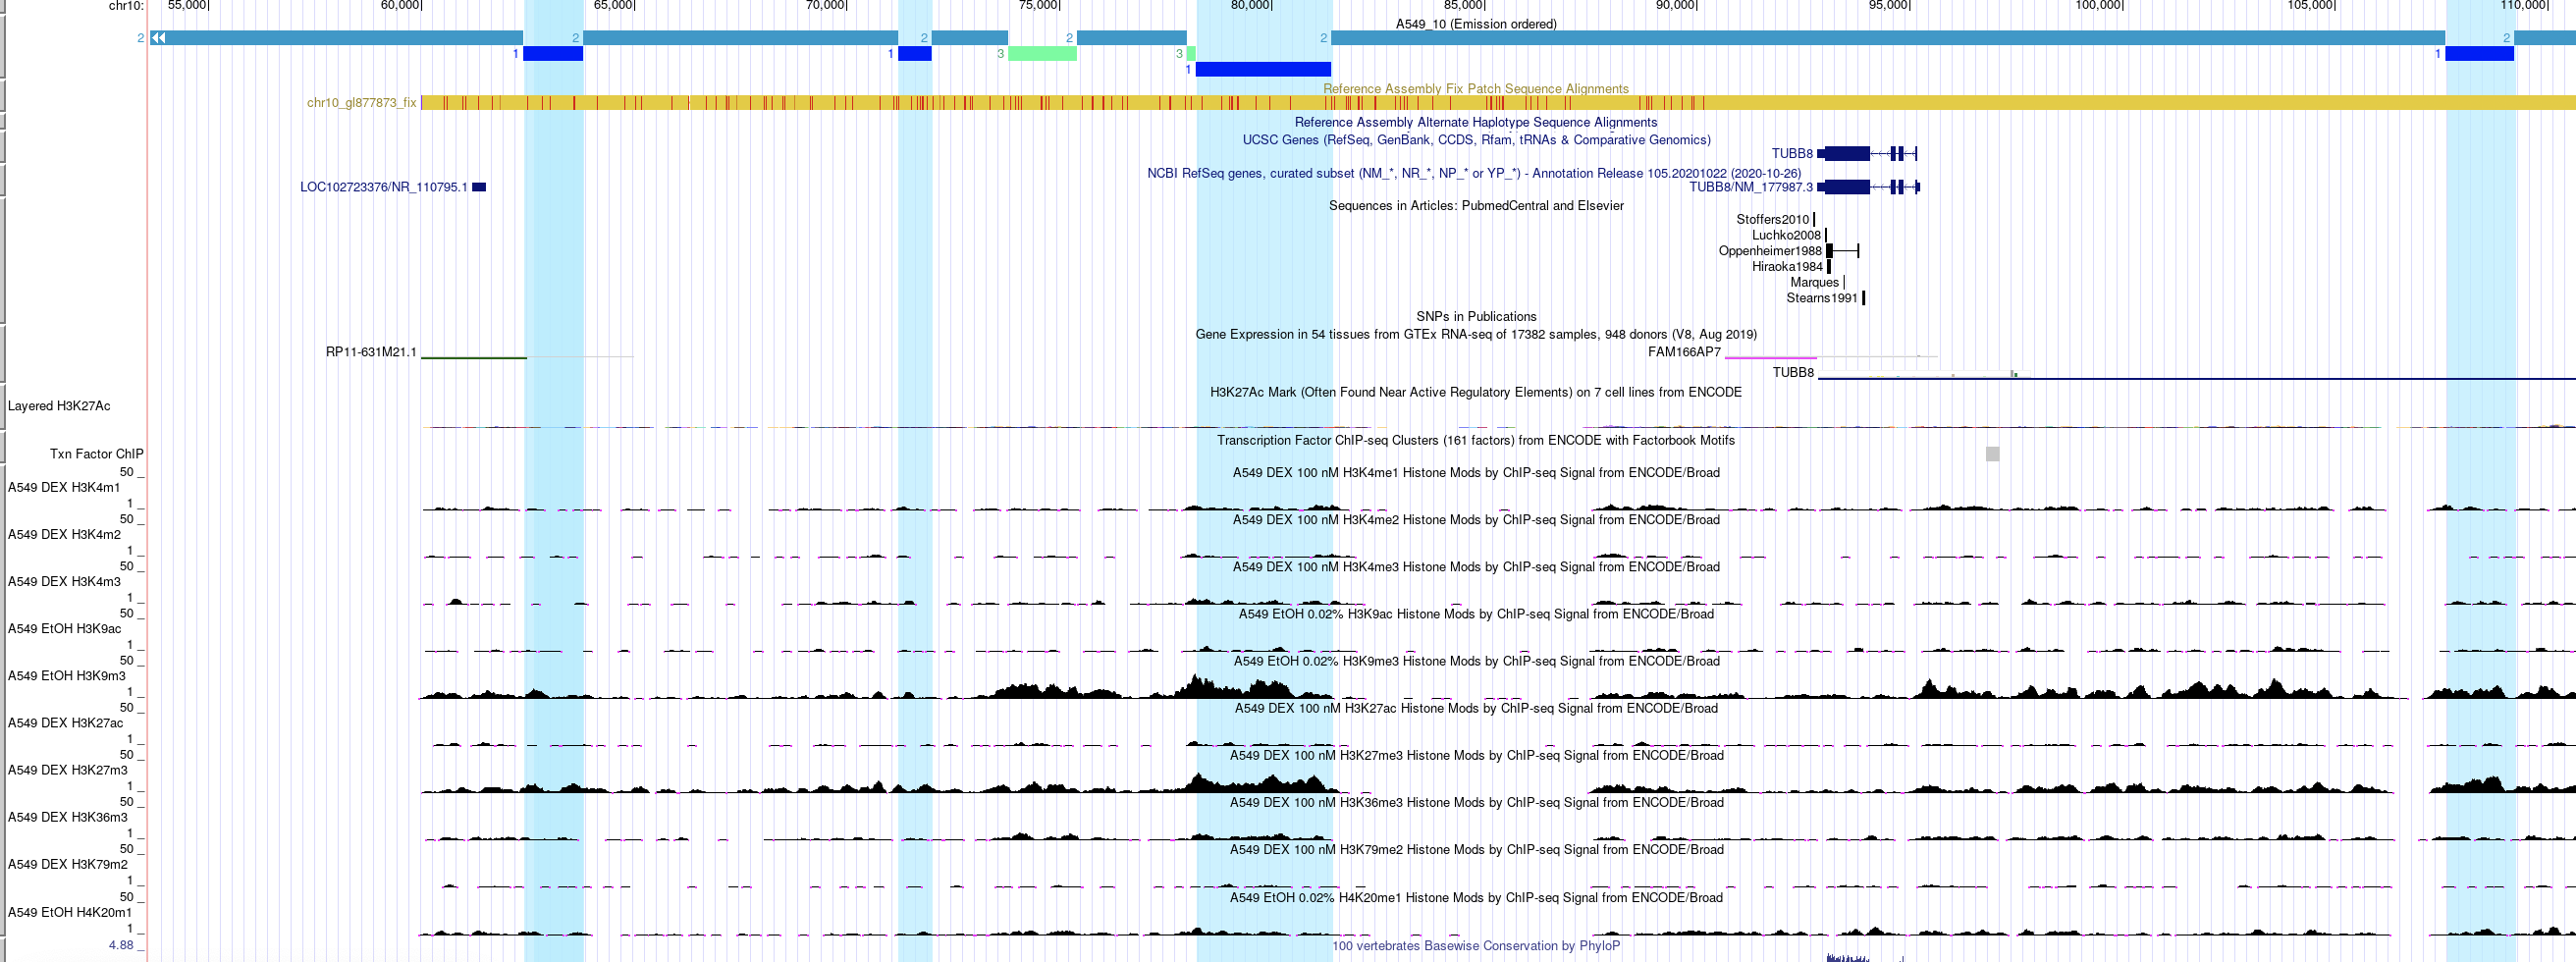 chr10: 55,000| 60,000| 65,000| 70,000| 75,000| 80,000| 85,000| 90,000| 95,000| 100,000| 105,000| 110,000|
A549_10 (Emission ordered)
2 2 2 2 2 2
1 1 3 3 1
1
Reference Assembly Fix Patch Sequence Alignments
chr10_gl877873_fix
Reference Assembly Alternate Haplotype Sequence Alignments
UCSC Genes (RefSeq, GenBank, CCDS, Rfam, tRNAs & Comparative Genomics)
TUBB8
NCBI RefSeq genes, curated subset (NM_*, NR_*, NP_* or YP_*) - Annotation Release 105.20201022 (2020-10-26)
LOC102723376/NR_110795.1 TUBB8/NM_177987.3
Sequences in Articles: PubmedCentral and Elsevier
Stoffers2010
Luchko2008
Oppenheimer1988
Hiraoka1984
Marques
Stearns1991
SNPs in Publications
Gene Expression in 54 tissues from GTEx RNA-seq of 17382 samples, 948 donors (V8, Aug 2019)
RP11-631M21.1 FAM166AP7
TUBB8
H3K27Ac Mark (Often Found Near Active Regulatory Elements) on 7 cell lines from ENCODE
Layered H3K27Ac
Transcription Factor ChIP-seq Clusters (161 factors) from ENCODE with Factorbook Motifs
Txn Factor ChIP
A549 DEX 100 nM H3K4me1 Histone Mods by ChIP-seq Signal from ENCODE/Broad
50 _
A549 DEX H3K4m1
1 _
A549 DEX 100 nM H3K4me2 Histone Mods by ChIP-seq Signal from ENCODE/Broad
50 _
A549 DEX H3K4m2
1 _
A549 DEX 100 nM H3K4me3 Histone Mods by ChIP-seq Signal from ENCODE/Broad
50 _
A549 DEX H3K4m3
1 _
A549 EtOH 0.02% H3K9ac Histone Mods by ChIP-seq Signal from ENCODE/Broad
50 _
A549 EtOH H3K9ac
1 _
A549 EtOH 0.02% H3K9me3 Histone Mods by ChIP-seq Signal from ENCODE/Broad
50 _
A549 EtOH H3K9m3
1 _
A549 DEX 100 nM H3K27ac Histone Mods by ChIP-seq Signal from ENCODE/Broad
50 _
A549 DEX H3K27ac
1 _
A549 DEX 100 nM H3K27me3 Histone Mods by ChIP-seq Signal from ENCODE/Broad
50 _
A549 DEX H3K27m3
1 _
A549 DEX 100 nM H3K36me3 Histone Mods by ChIP-seq Signal from ENCODE/Broad
50 _
A549 DEX H3K36m3
1 _
A549 DEX 100 nM H3K79me2 Histone Mods by ChIP-seq Signal from ENCODE/Broad
50 _
A549 DEX H3K79m2
1 _
A549 EtOH 0.02% H4K20me1 Histone Mods by ChIP-seq Signal from ENCODE/Broad
50 _
A549 EtOH H4K20m1
1 _
100 vertebrates Basewise Conservation by PhyloP
4.88 _